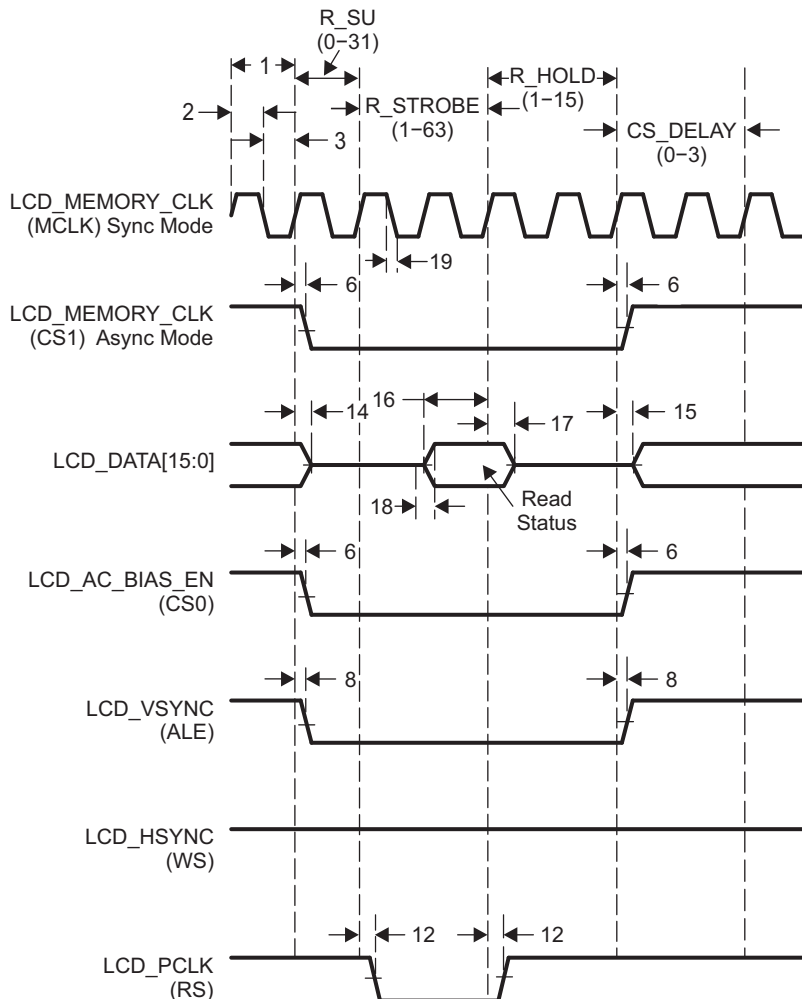 R_SU
(0−31)
1
R_HOLD
(1−15)
2
R_STROBE
(1−63)
3
CS_DELAY
(0−3)
LCD_MEMORY_CLK
(MCLK) Sync Mode
19
6
6
LCD_MEMORY_CLK
(CS1) Async Mode
16
14
17
15
LCD_DATA[15:0]
18
Read
Status
6
6
LCD_AC_BIAS_EN
(CS0)
8
8
LCD_VSYNC
(ALE)
LCD_HSYNC
(WS)
12
12
LCD_PCLK
(RS)